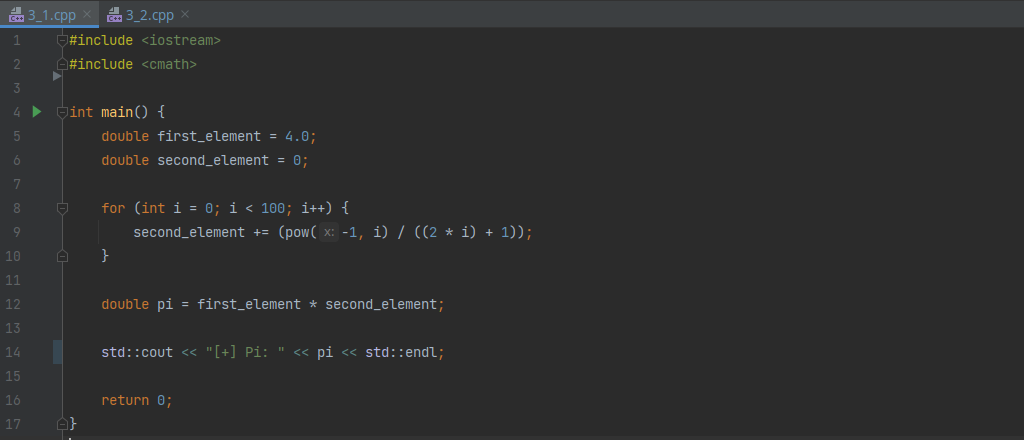 3_1.cpp × 3_2.cpp ×
1 #include <iostream>
2 #include <cmath>
3
4 int main() {
5     double first_element = 4.0;
6     double second_element = 0;
7
8     for (int i = 0; i < 100; i++) {
9         second_element += (pow( x: -1, i) / ((2 * i) + 1));
10     }
11
12     double pi = first_element * second_element;
13
14     std::cout << "[+] Pi: " << pi << std::endl;
15
16     return 0;
17 }